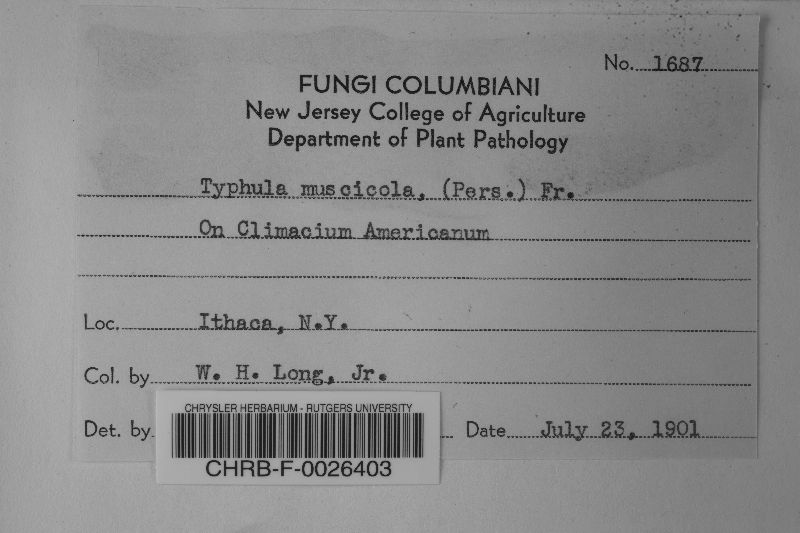 No. 1687
FUNGI COLUMBIANI
New Jersey College of Agriculture
Department of Plant Pathology
Typhula muscicola, (Pers.) Fr.
On Climacium Americanum
Loc. Ithaca, N.Y.
Col. by W. H. Long, Jr.
Det. by Date July 23, 1901
CHRYSLER HERBARIUM - RUTGERS UNIVERSITY
CHRB-F-0026403